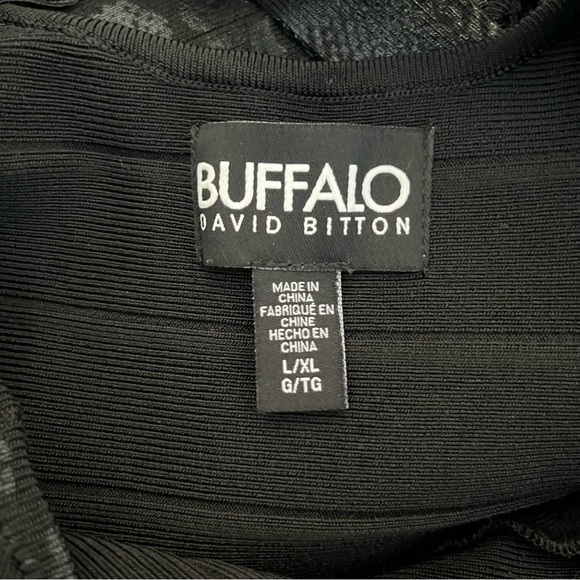 BUFFALO
DAVID BITTON
MADE IN
CHINA
FABRIQUÉ EN
CHINE
HECHO EN
CHINA
L/XL
G/TG